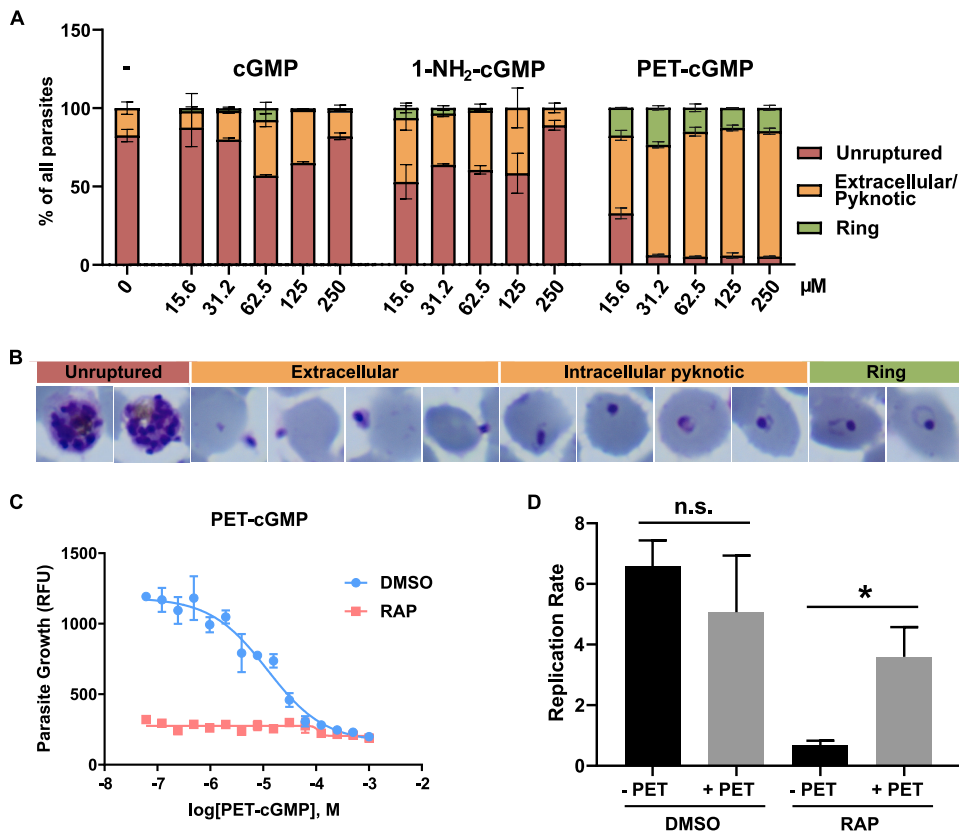 A
150
100
50
0
% of all parasites
-
cGMP
1-NH₂-cGMP
PET-cGMP
Unruptured
Extracellular/
Pyknotic
Ring
0
15.6
31.2
62.5
125
250
15.6
31.2
62.5
125
250
15.6
31.2
62.5
125
250
µM
B
Unruptured
Extracellular
Intracellular pyknotic
Ring
C
PET-cGMP
1500
1000
500
0
Parasite Growth (RFU)
DMSO
RAP
-8 -7 -6 -5 -4 -3 -2
log[PET-cGMP], M
D
8
6
4
2
0
Replication Rate
n.s.
*
- PET + PET - PET + PET
DMSO RAP